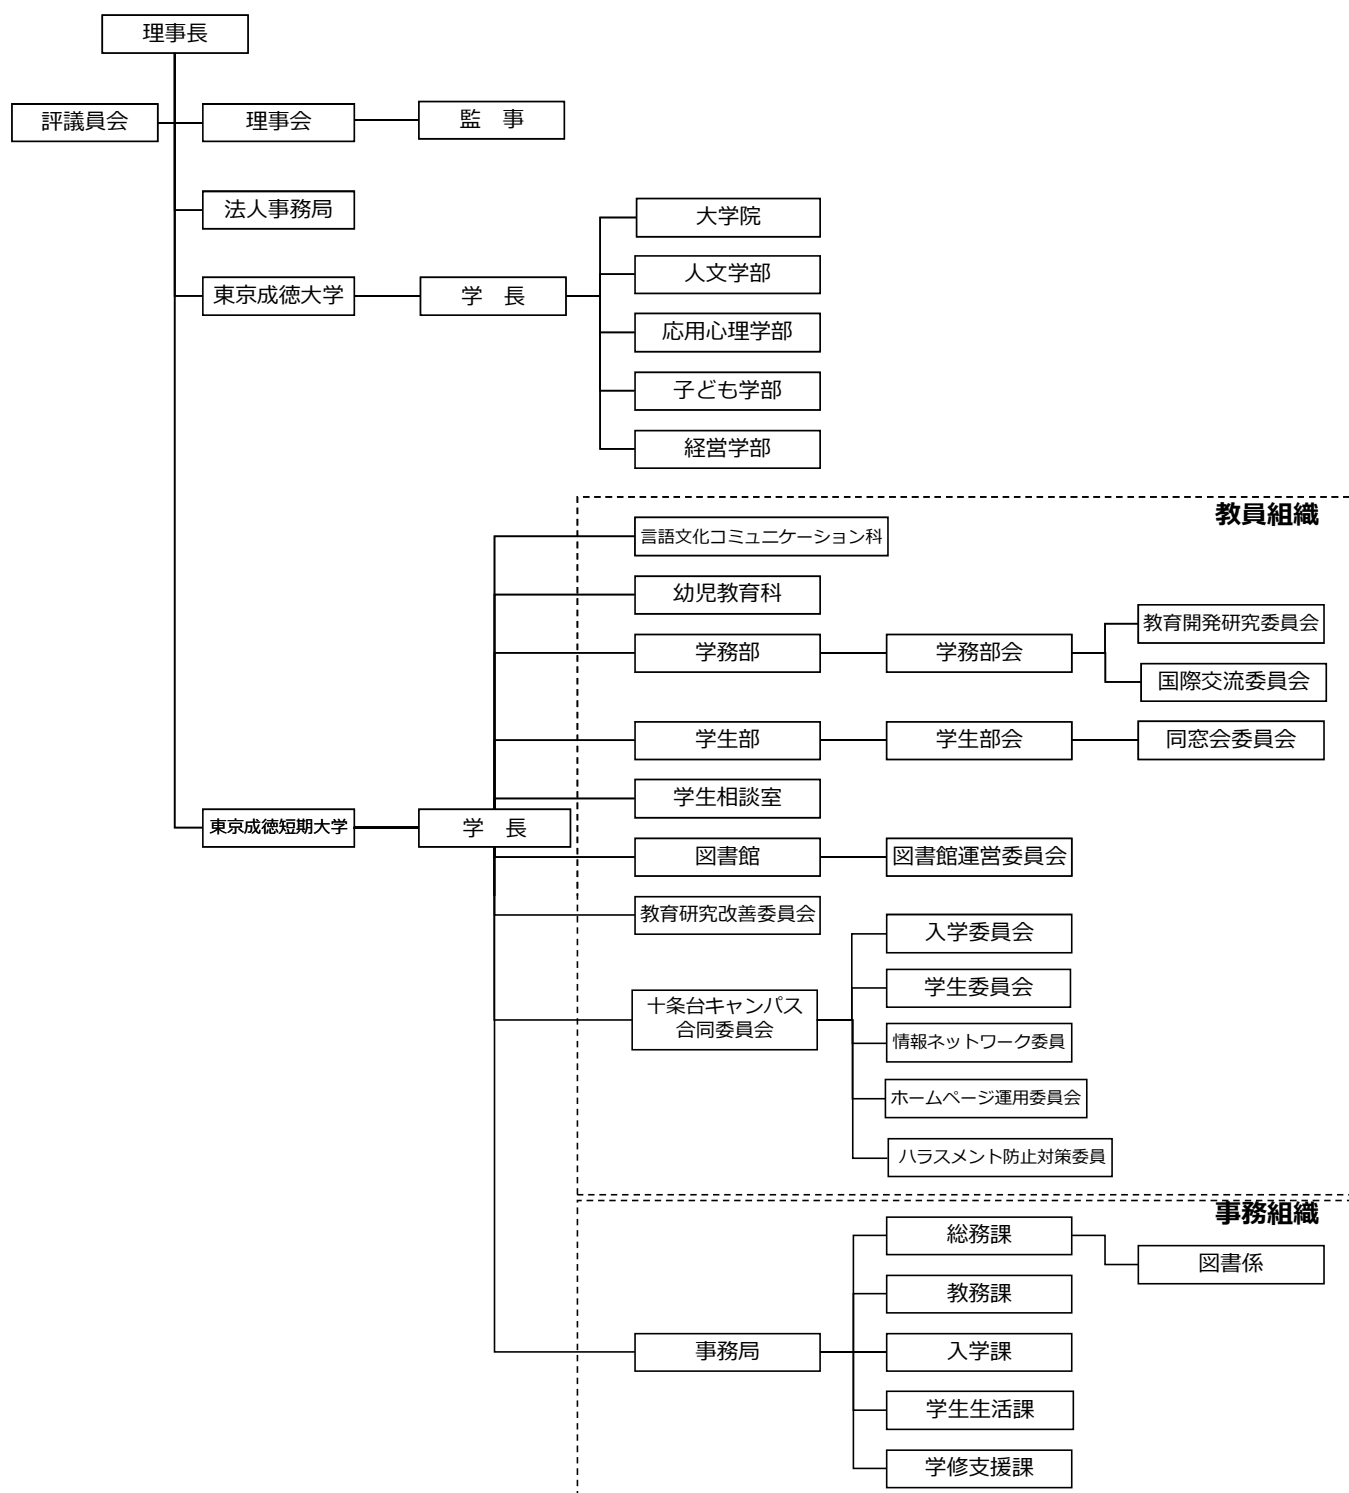 理事長
評議員会
理事会
監　事
法人事務局
大学院
人文学部
東京成徳大学
学　長
応用心理学部
子ども学部
経営学部
教員組織
言語文化コミュニケーション科
幼児教育科
学務部
学務部会
教育開発研究委員会
国際交流委員会
学生部
学生部会
同窓会委員会
学生相談室
東京成徳短期大学
学　長
図書館
図書館運営委員会
教育研究改善委員会
十条台キャンパス
合同委員会
入学委員会
学生委員会
情報ネットワーク委員
ホームページ運用委員会
ハラスメント防止対策委員
事務組織
総務課
図書係
教務課
事務局
入学課
学生生活課
学修支援課